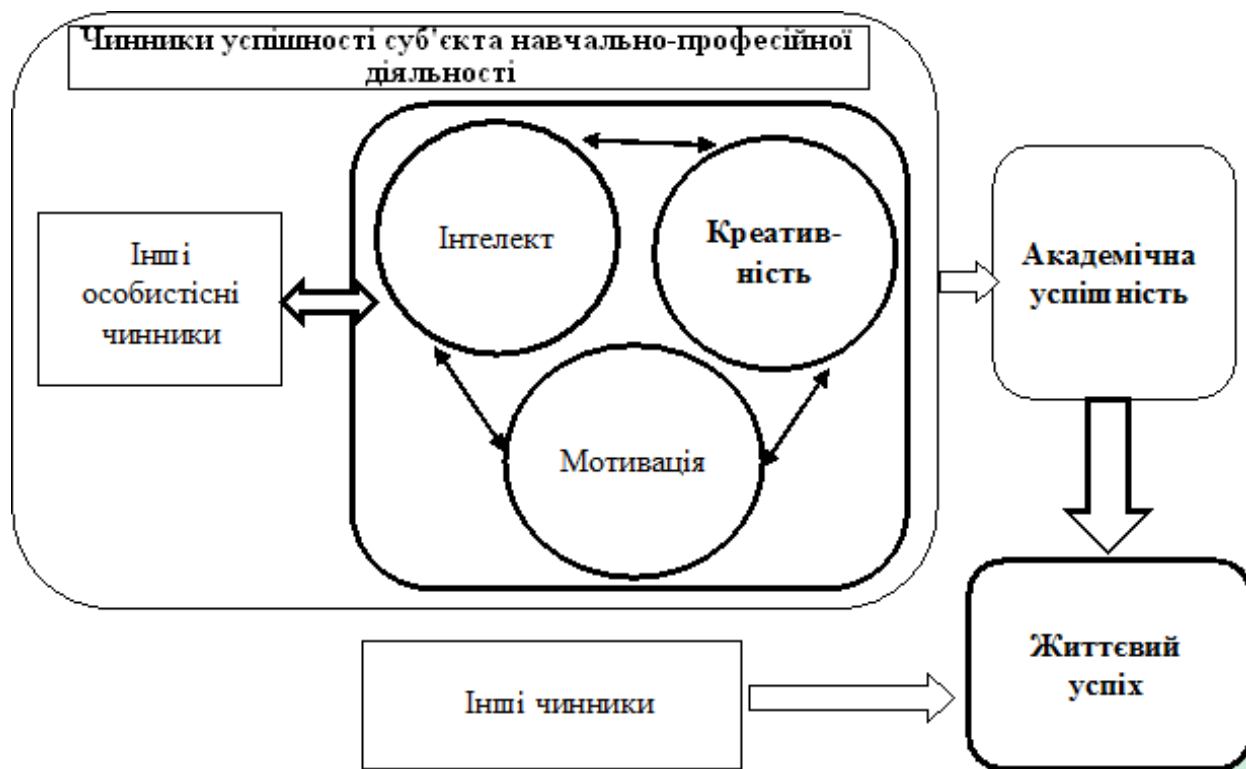 Чинники успішності суб'єкта навчально-професійної
діяльності
Інтелект
Креатив-
ність
Інші
особистісні
чинники
Мотивація
Академічна
успішність
Життєвий
успіх
Інші чинники